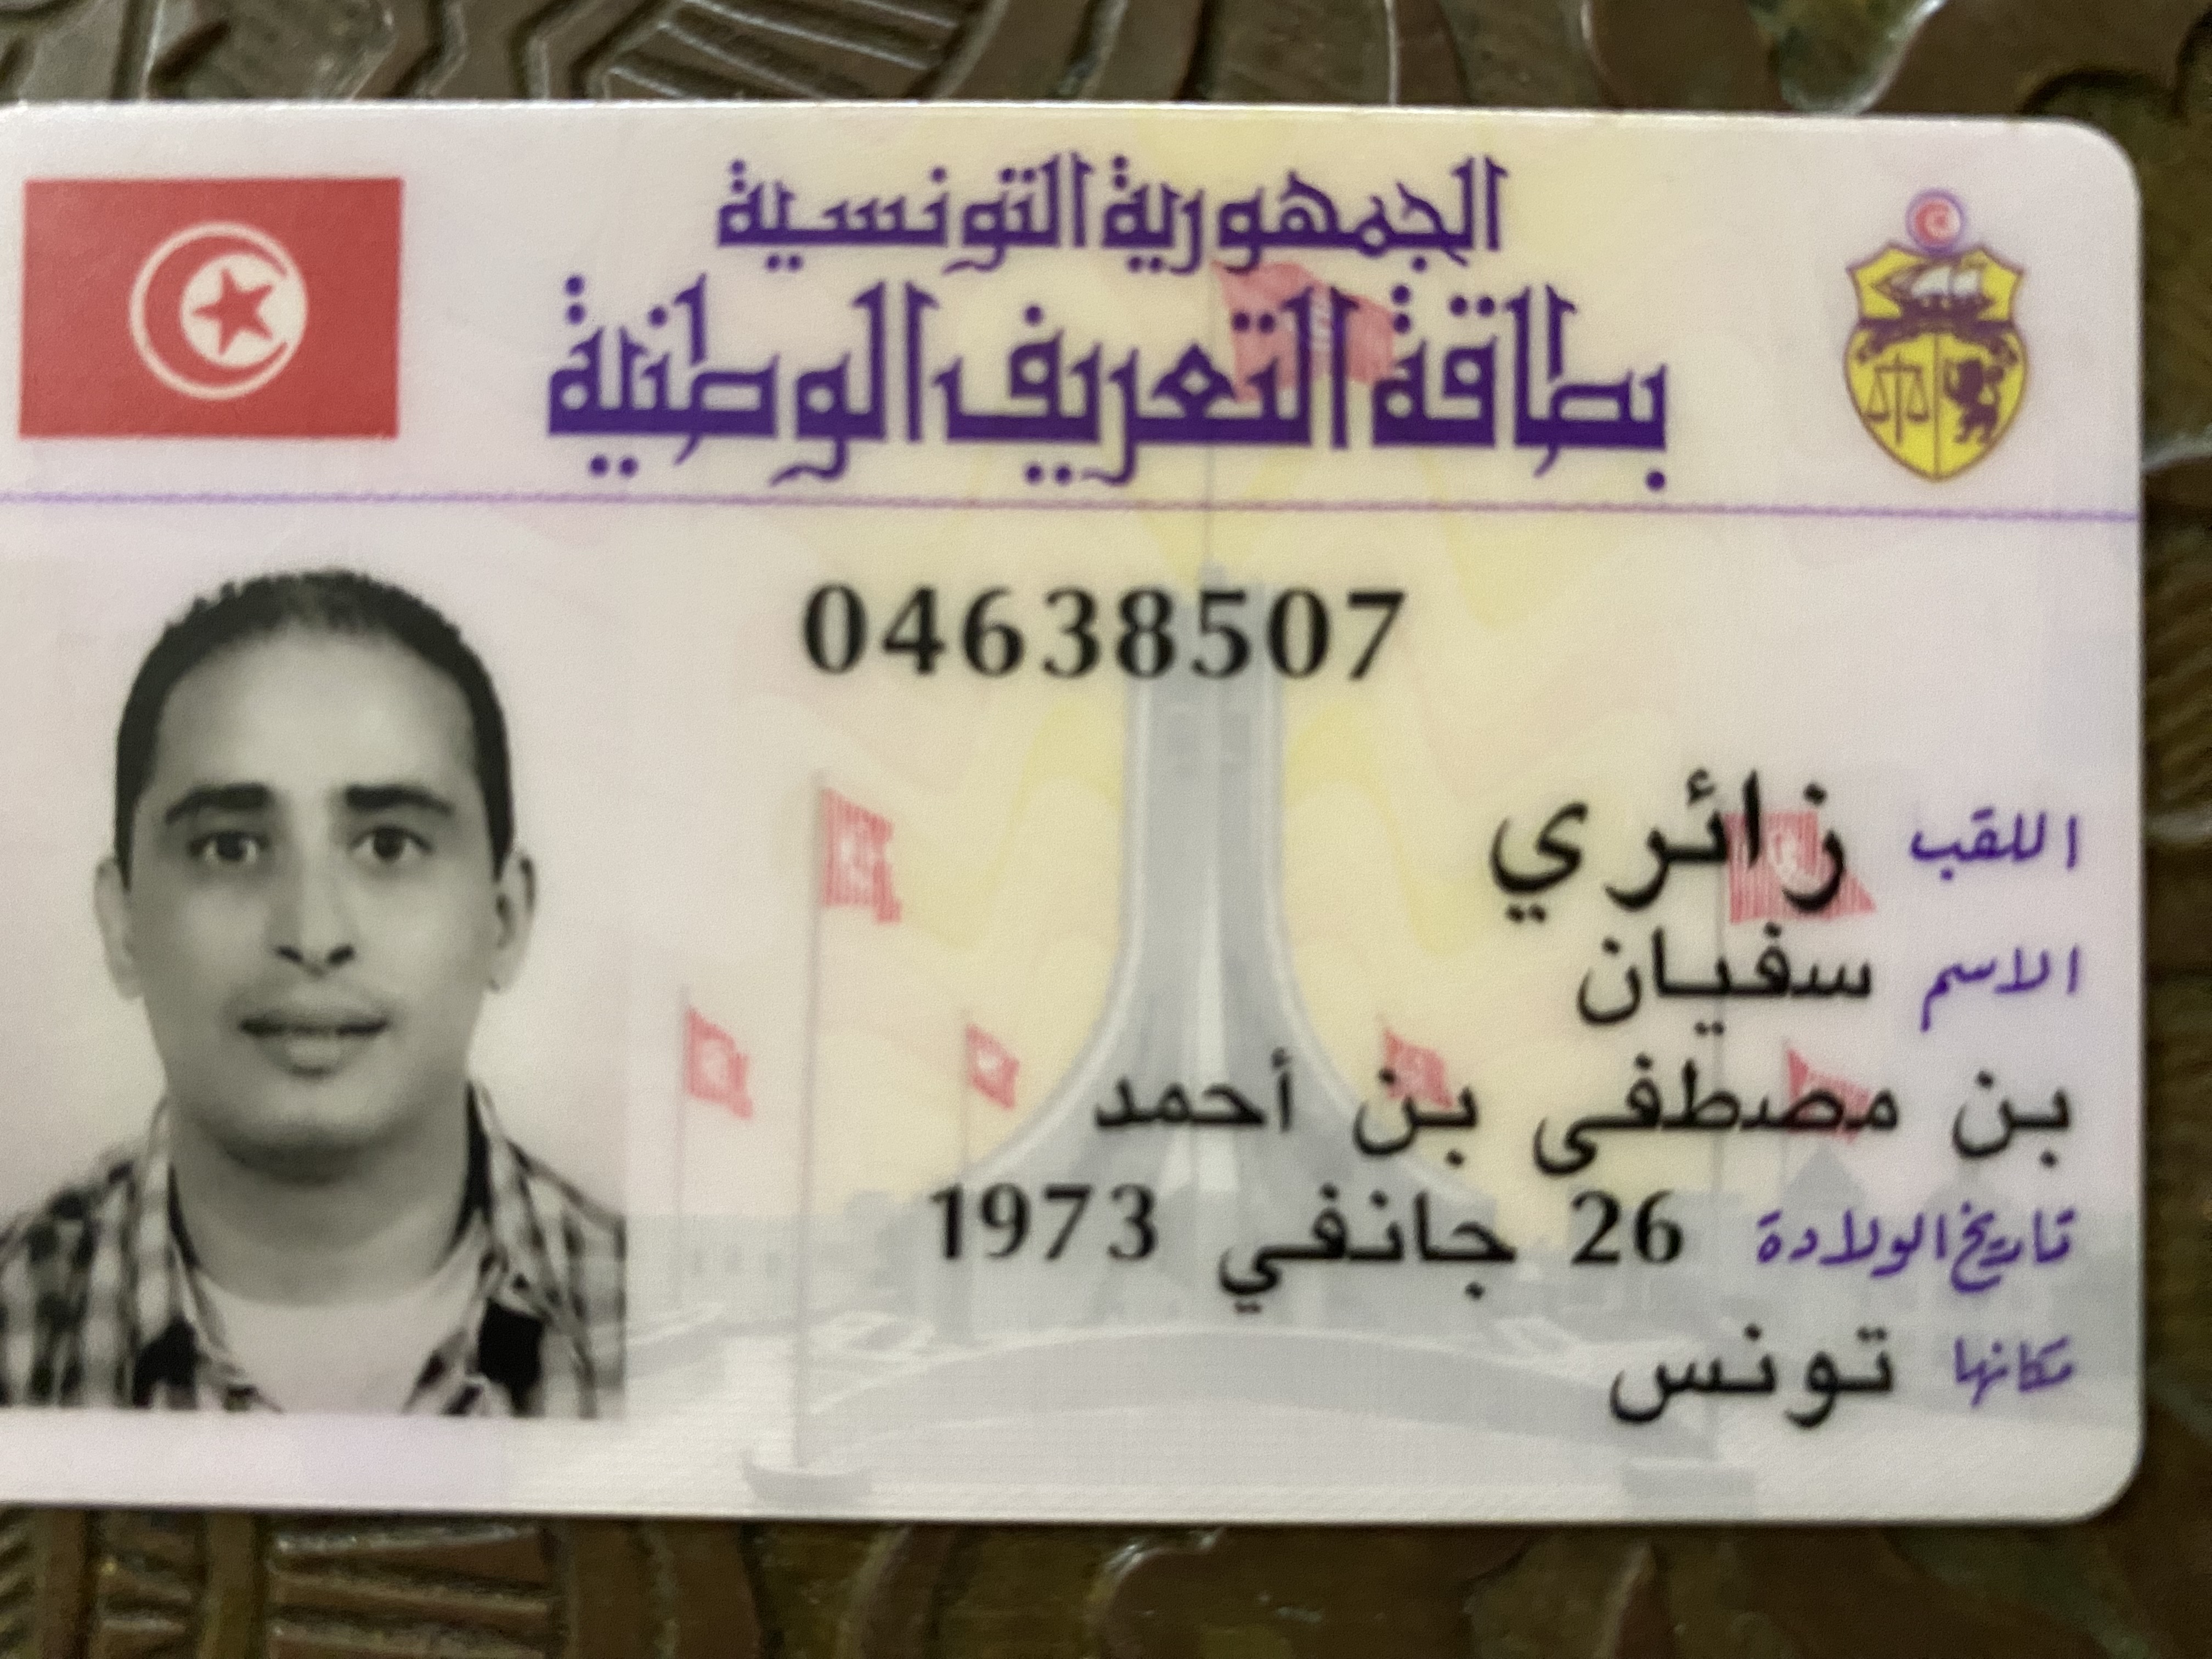 الجمهورية التونسية
بطاقة التعريف الوطنية
04638507
اللقب زائري
الاسم سفيان
بن مصطفى بن أحمد
تاريخ الولادة 26 جانفي 1973
مكانها تونس